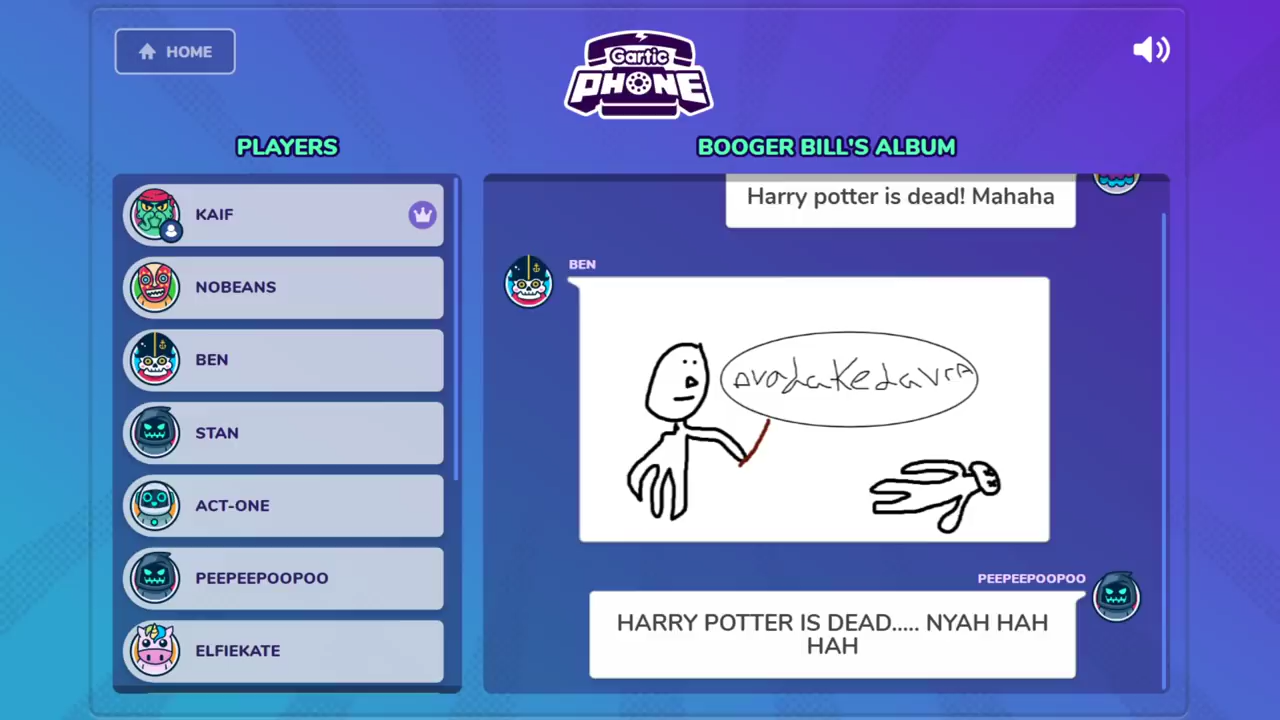 HOME
Gartic
PHONE
PLAYERS
KAIF
NOBEANS
BEN
STAN
ACT-ONE
PEEPEEPOOPOO
ELFIEKATE
BOOGER BILL'S ALBUM
Harry potter is dead! Mahaha
BEN
AvadaKedavrA
PEEPEEPOOPOO
HARRY POTTER IS DEAD..... NYAH HAH
HAH